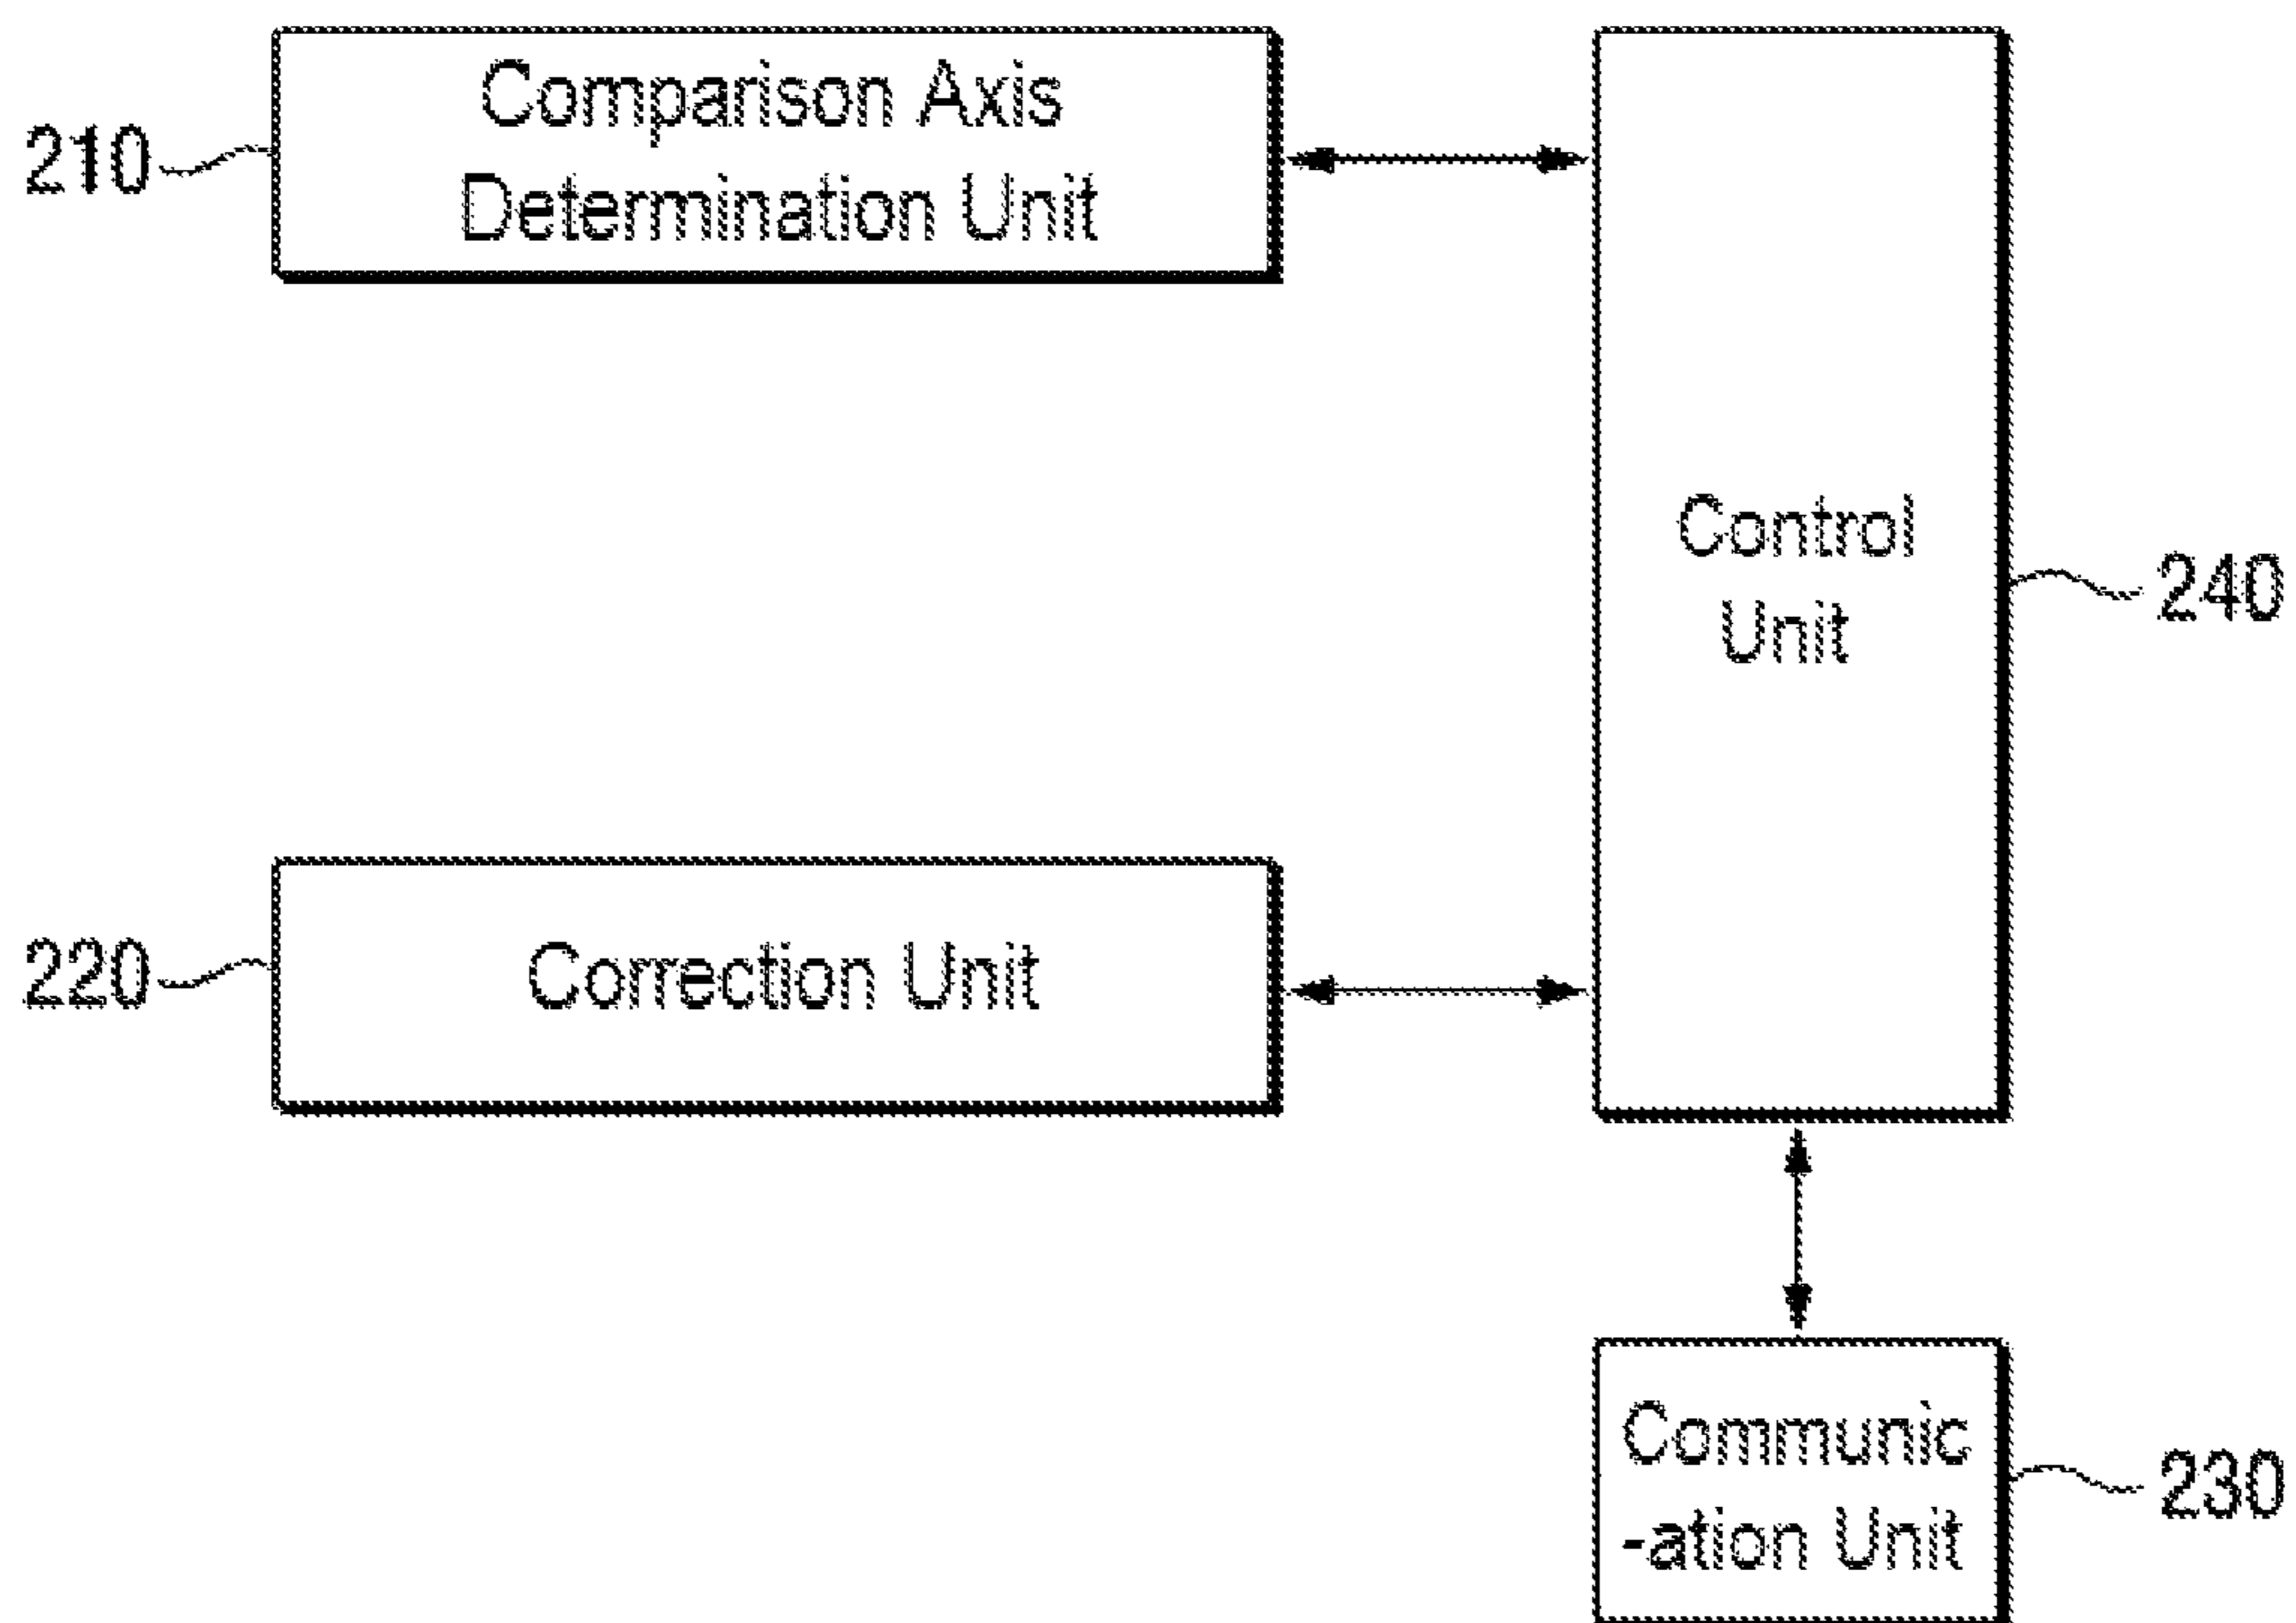 210
Comparison Axis
Determination Unit
Control
Unit
240
220
Correction Unit
Communic
-ation Unit
230